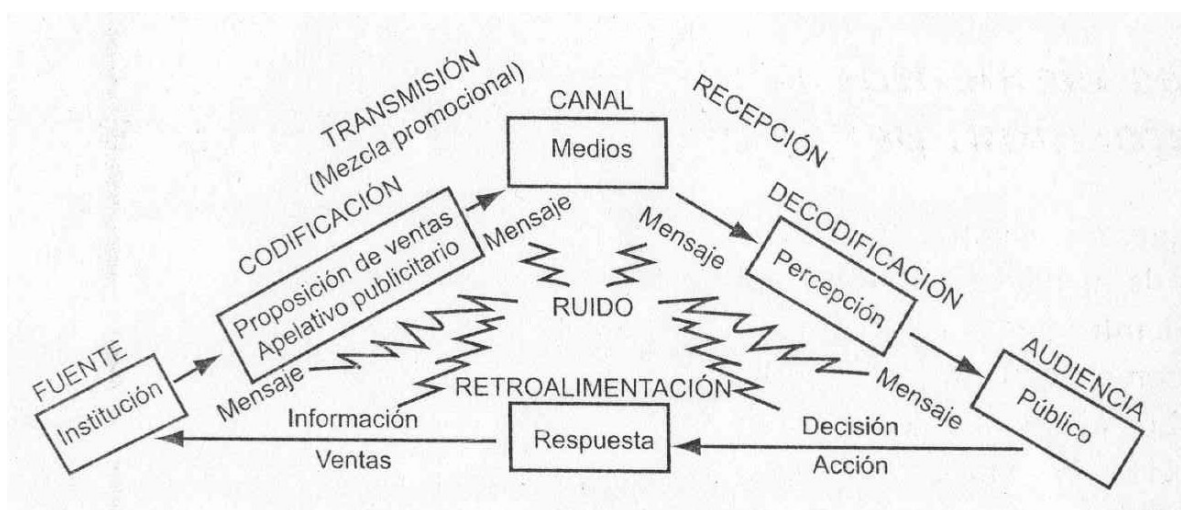 TRANSMISIÓN
(Mezcla promocional)
CANAL
Medios
RECEPCIÓN
CODIFICACIÓN
Proposición de ventas
Apelativo publicitario
Mensaje
Mensaje
DECODIFICACIÓN
Percepción
RUIDO
FUENTE
Institución
Mensaje
Mensaje
AUDIENCIA
Público
RETROALIMENTACIÓN
Respuesta
Información
Ventas
Decisión
Acción